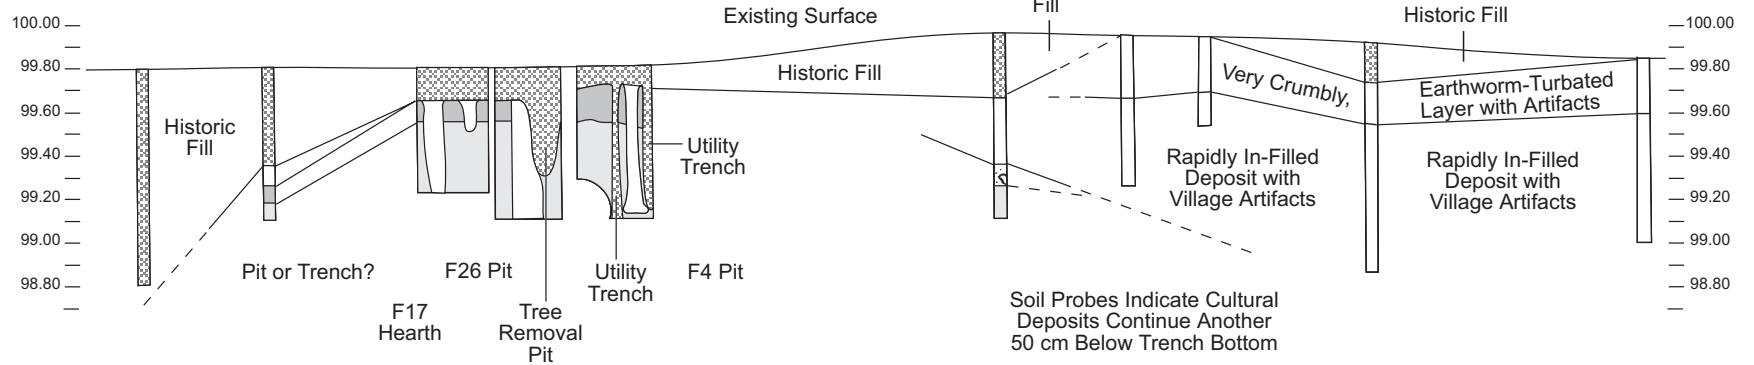 Fill
Existing Surface
Historic Fill
100.00
100.00
99.80
99.80
Historic Fill
Very Crumbly,
Earthworm-Turbated
Layer with Artifacts
99.60
99.60
Historic
Fill
Utility
Trench
99.40
99.40
Rapidly In-Filled
Deposit with
Village Artifacts
Rapidly In-Filled
Deposit with
Village Artifacts
99.20
99.20
99.00
99.00
Pit or Trench?
F26 Pit
Utility
Trench
F4 Pit
98.80
98.80
F17
Hearth
Tree
Removal
Pit
Soil Probes Indicate Cultural
Deposits Continue Another
50 cm Below Trench Bottom